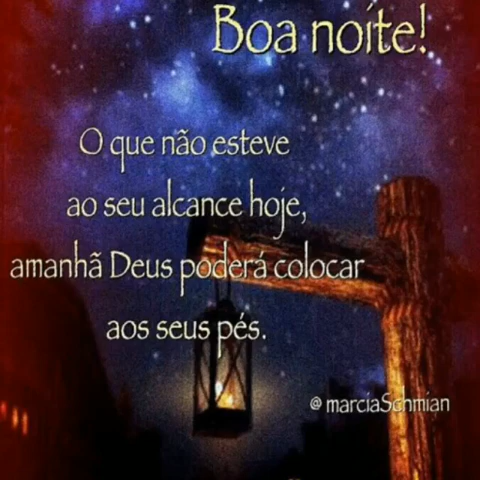 Boa noite!
O que não esteve
ao seu alcance hoje,
amanhã Deus poderá colocar
aos seus pés.
@marciaSchmian